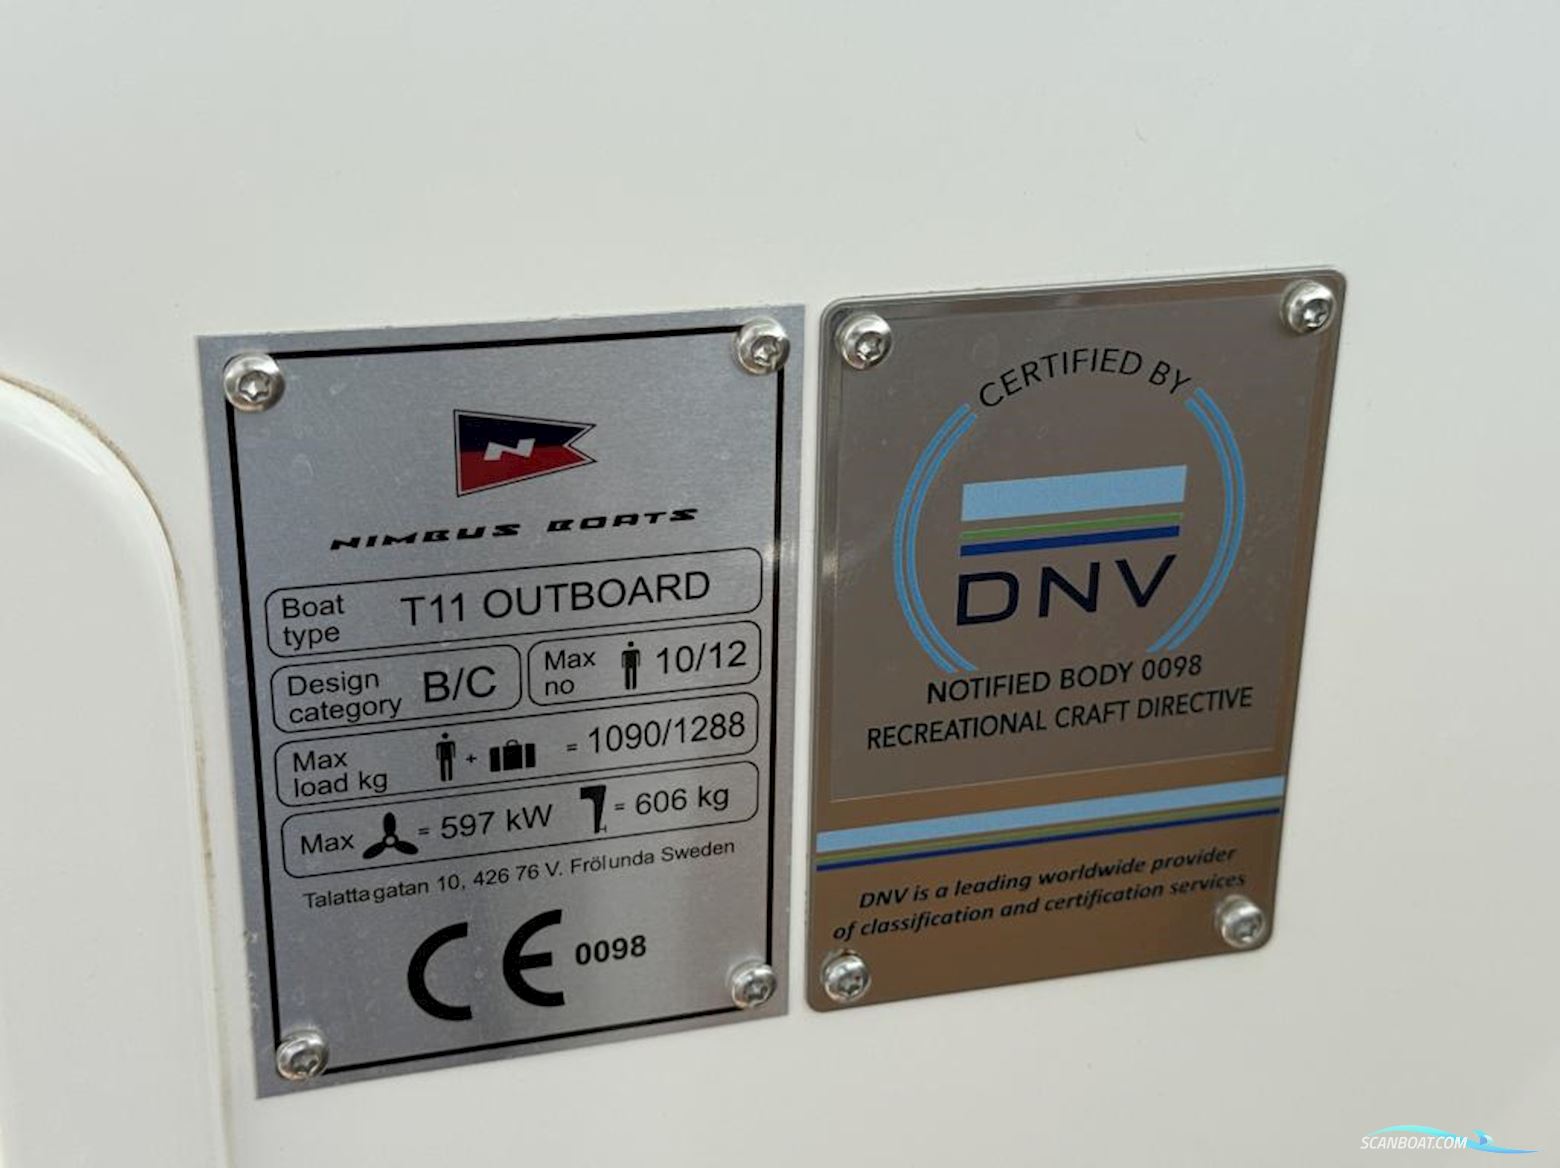 N
NIMBUS BOATS
Boat type T11 OUTBOARD
Design category B/C Max no 10/12
Max load kg + = 1090/1288
Max = 597 kW = 606 kg
Talattagatan 10, 426 76 V. Frölunda Sweden
CE 0098
CERTIFIED BY
DNV
NOTIFIED BODY 0098
RECREATIONAL CRAFT DIRECTIVE
DNV is a leading worldwide provider
of classification and certification services
SCANBOAT.COM